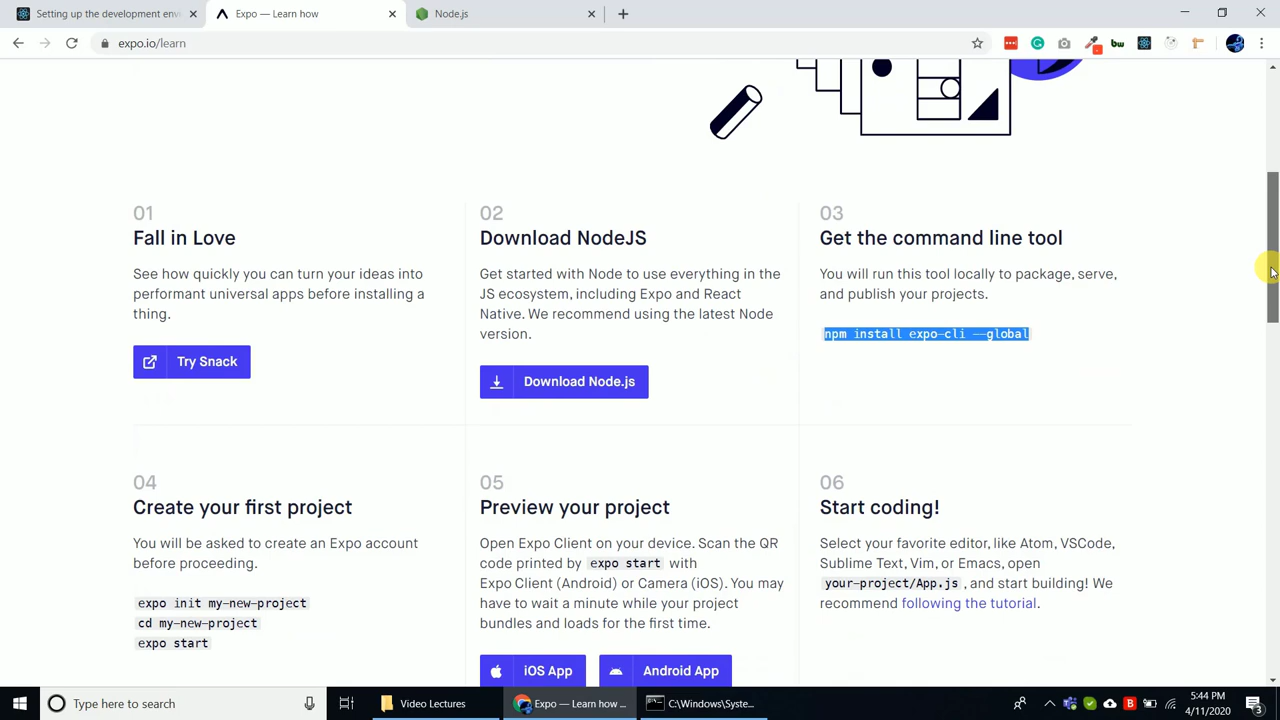 Setting up the development envi
Expo — Learn how
Node.js
expo.io/learn
01
Fall in Love
See how quickly you can turn your ideas into
performant universal apps before installing a
thing.
Try Snack
02
Download NodeJS
Get started with Node to use everything in the
JS ecosystem, including Expo and React
Native. We recommend using the latest Node
version.
Download Node.js
03
Get the command line tool
You will run this tool locally to package, serve,
and publish your projects.
npm install expo-cli --global
04
Create your first project
You will be asked to create an Expo account
before proceeding.
expo init my-new-project
cd my-new-project
expo start
05
Preview your project
Open Expo Client on your device. Scan the QR
code printed by expo start with
Expo Client (Android) or Camera (iOS). You may
have to wait a minute while your project
bundles and loads for the first time.
iOS App
Android App
06
Start coding!
Select your favorite editor, like Atom, VSCode,
Sublime Text, Vim, or Emacs, open
your-project/App.js , and start building! We
recommend following the tutorial.
Type here to search
Video Lectures
Expo — Learn how ...
C:\Windows\Syste...
5:44 PM
4/11/2020
3